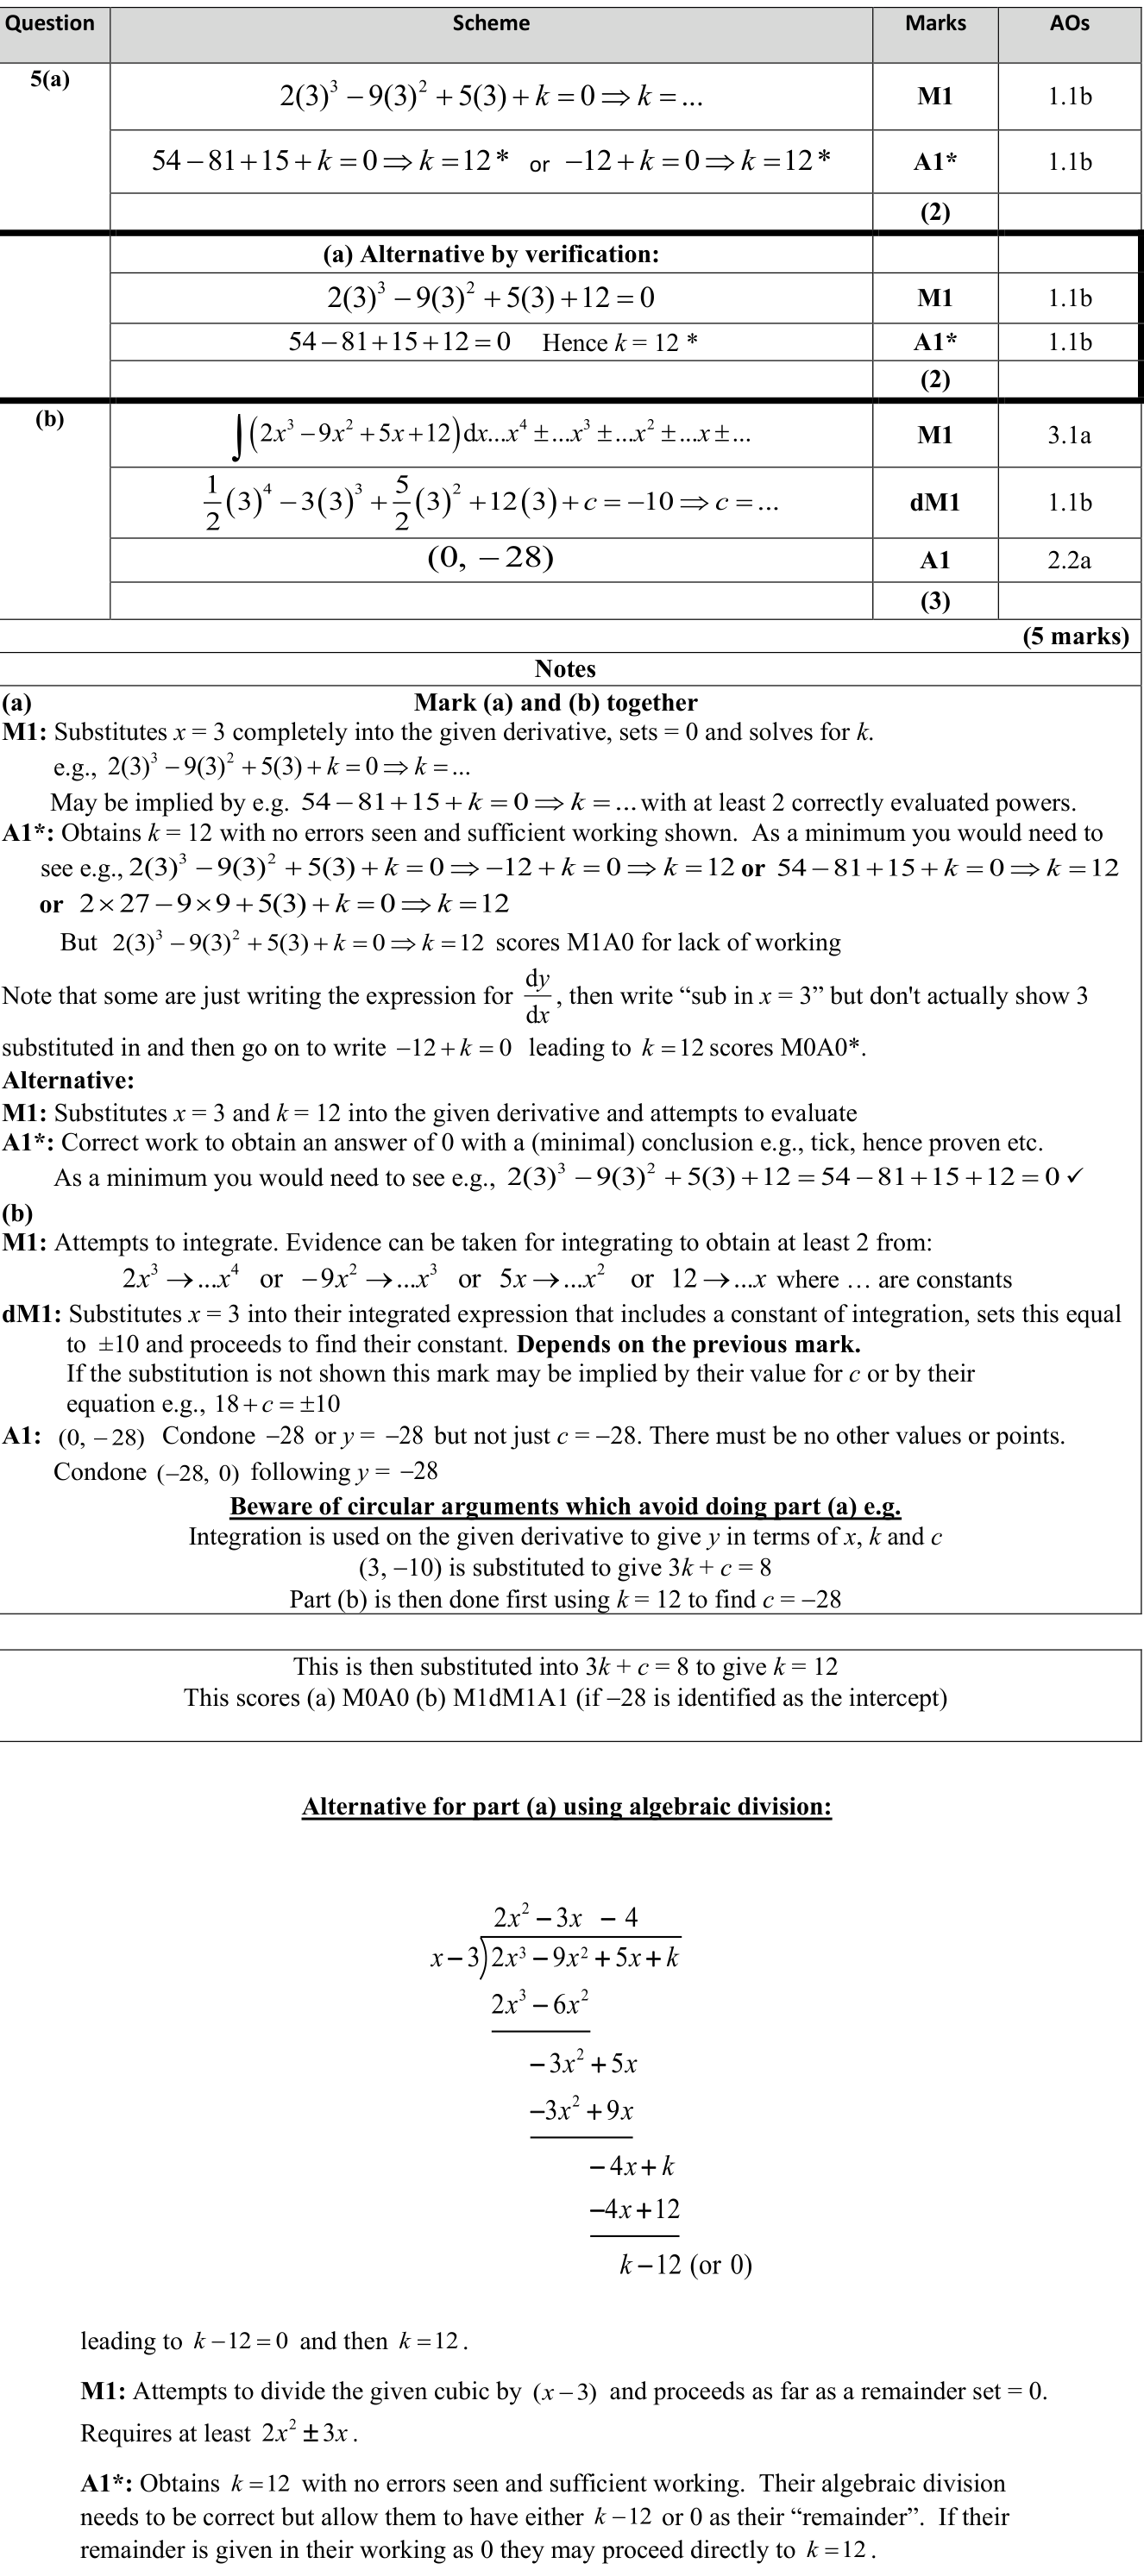 Question Scheme Marks AOs
5(a) 2(3)³ − 9(3)² + 5(3) + k = 0 ⇒ k = ... M1 1.1b
54 − 81 + 15 + k = 0 ⇒ k = 12 * or −12 + k = 0 ⇒ k = 12 * A1* 1.1b
(2)
(a) Alternative by verification:
2(3)³ − 9(3)² + 5(3) + 12 = 0 M1 1.1b
54 − 81 + 15 + 12 = 0 Hence k = 12 * A1* 1.1b
(2)
(b) ∫(2x³ − 9x² + 5x + 12)dx...x⁴ ± ...x³ ± ...x² ± ...x ± ... M1 3.1a
1/2(3)⁴ − 3(3)³ + 5/2(3)² + 12(3) + c = −10 ⇒ c = ... dM1 1.1b
(0, −28) A1 2.2a
(3)
(5 marks)
Notes
(a) Mark (a) and (b) together
M1: Substitutes x = 3 completely into the given derivative, sets = 0 and solves for k.
e.g., 2(3)³ − 9(3)² + 5(3) + k = 0 ⇒ k = ...
May be implied by e.g. 54 − 81 + 15 + k = 0 ⇒ k = ... with at least 2 correctly evaluated powers.
A1*: Obtains k = 12 with no errors seen and sufficient working shown. As a minimum you would need to
see e.g., 2(3)³ − 9(3)² + 5(3) + k = 0 ⇒ −12 + k = 0 ⇒ k = 12 or 54 − 81 + 15 + k = 0 ⇒ k = 12
or 2 × 27 − 9 × 9 + 5(3) + k = 0 ⇒ k = 12
But 2(3)³ − 9(3)² + 5(3) + k = 0 ⇒ k = 12 scores M1A0 for lack of working
Note that some are just writing the expression for dy/dx, then write “sub in x = 3” but don't actually show 3
substituted in and then go on to write −12 + k = 0 leading to k = 12 scores M0A0*.
Alternative:
M1: Substitutes x = 3 and k = 12 into the given derivative and attempts to evaluate
A1*: Correct work to obtain an answer of 0 with a (minimal) conclusion e.g., tick, hence proven etc.
As a minimum you would need to see e.g., 2(3)³ − 9(3)² + 5(3) + 12 = 54 − 81 + 15 + 12 = 0 ✓
(b)
M1: Attempts to integrate. Evidence can be taken for integrating to obtain at least 2 from:
2x³ → ...x⁴ or −9x² → ...x³ or 5x → ...x² or 12 → ...x where … are constants
dM1: Substitutes x = 3 into their integrated expression that includes a constant of integration, sets this equal
to ±10 and proceeds to find their constant. Depends on the previous mark.
If the substitution is not shown this mark may be implied by their value for c or by their
equation e.g., 18 + c = ±10
A1: (0, −28) Condone −28 or y = −28 but not just c = −28. There must be no other values or points.
Condone (−28, 0) following y = −28
Beware of circular arguments which avoid doing part (a) e.g.
Integration is used on the given derivative to give y in terms of x, k and c
(3, −10) is substituted to give 3k + c = 8
Part (b) is then done first using k = 12 to find c = −28
This is then substituted into 3k + c = 8 to give k = 12
This scores (a) M0A0 (b) M1dM1A1 (if −28 is identified as the intercept)
Alternative for part (a) using algebraic division:
2x² − 3x − 4
x − 3)2x³ − 9x² + 5x + k
2x³ − 6x²
−3x² + 5x
−3x² + 9x
−4x + k
−4x + 12
k − 12 (or 0)
leading to k − 12 = 0 and then k = 12.
M1: Attempts to divide the given cubic by (x − 3) and proceeds as far as a remainder set = 0.
Requires at least 2x² ± 3x.
A1*: Obtains k = 12 with no errors seen and sufficient working. Their algebraic division
needs to be correct but allow them to have either k − 12 or 0 as their “remainder”. If their
remainder is given in their working as 0 they may proceed directly to k = 12.